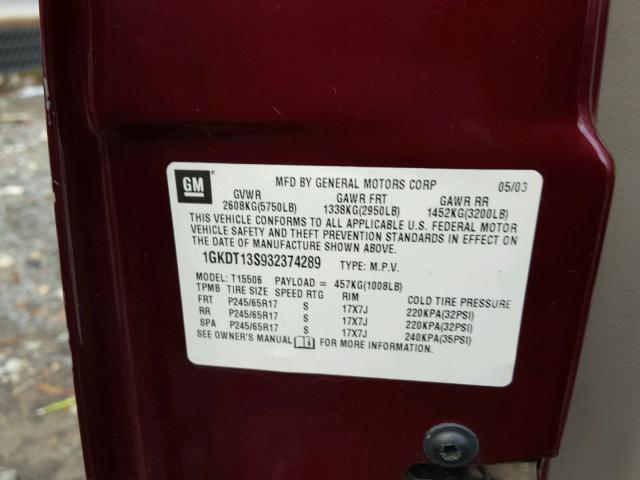 GM MFD BY GENERAL MOTORS CORP 05/03
GVWR GAWR FRT GAWR RR
2608KG(5750LB) 1338KG(2950LB) 1452KG(3200LB)
THIS VEHICLE CONFORMS TO ALL APPLICABLE U.S. FEDERAL MOTOR
VEHICLE SAFETY AND THEFT PREVENTION STANDARDS IN EFFECT
ON THE DATE OF MANUFACTURE SHOWN ABOVE.
1GKDT13S932374289 TYPE: M.P.V.
MODEL: T15506 PAYLOAD = 457KG(1008LB)
TPMB TIRE SIZE SPEED RTG RIM COLD TIRE PRESSURE
FRT P245/65R17 S 17X7J 220KPA(32PSI)
RR P245/65R17 S 17X7J 220KPA(32PSI)
SPA P245/65R17 S 17X7J 240KPA(35PSI)
SEE OWNER'S MANUAL FOR MORE INFORMATION.